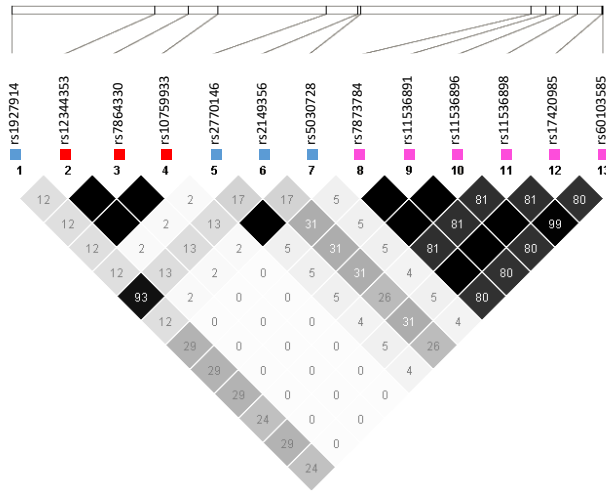 rs1927914
rs12344353
rs7864330
rs10759933
rs2770146
rs2149356
rs5030728
rs7873784
rs11536891
rs11536896
rs11536898
rs17420985
rs60103585
1 2 3 4 5 6 7 8 9 10 11 12 13
12 2 17 17 5 81 81 80
12 2 13 31 5 81 99
12 2 13 2 5 31 5 81 80
12 13 2 0 5 31 4 80
93 2 0 0 5 26 5 80
12 0 0 0 4 31 4
29 0 0 0 5 26
29 0 0 0 4
29 0 0 0
24 0 0
29 0
24